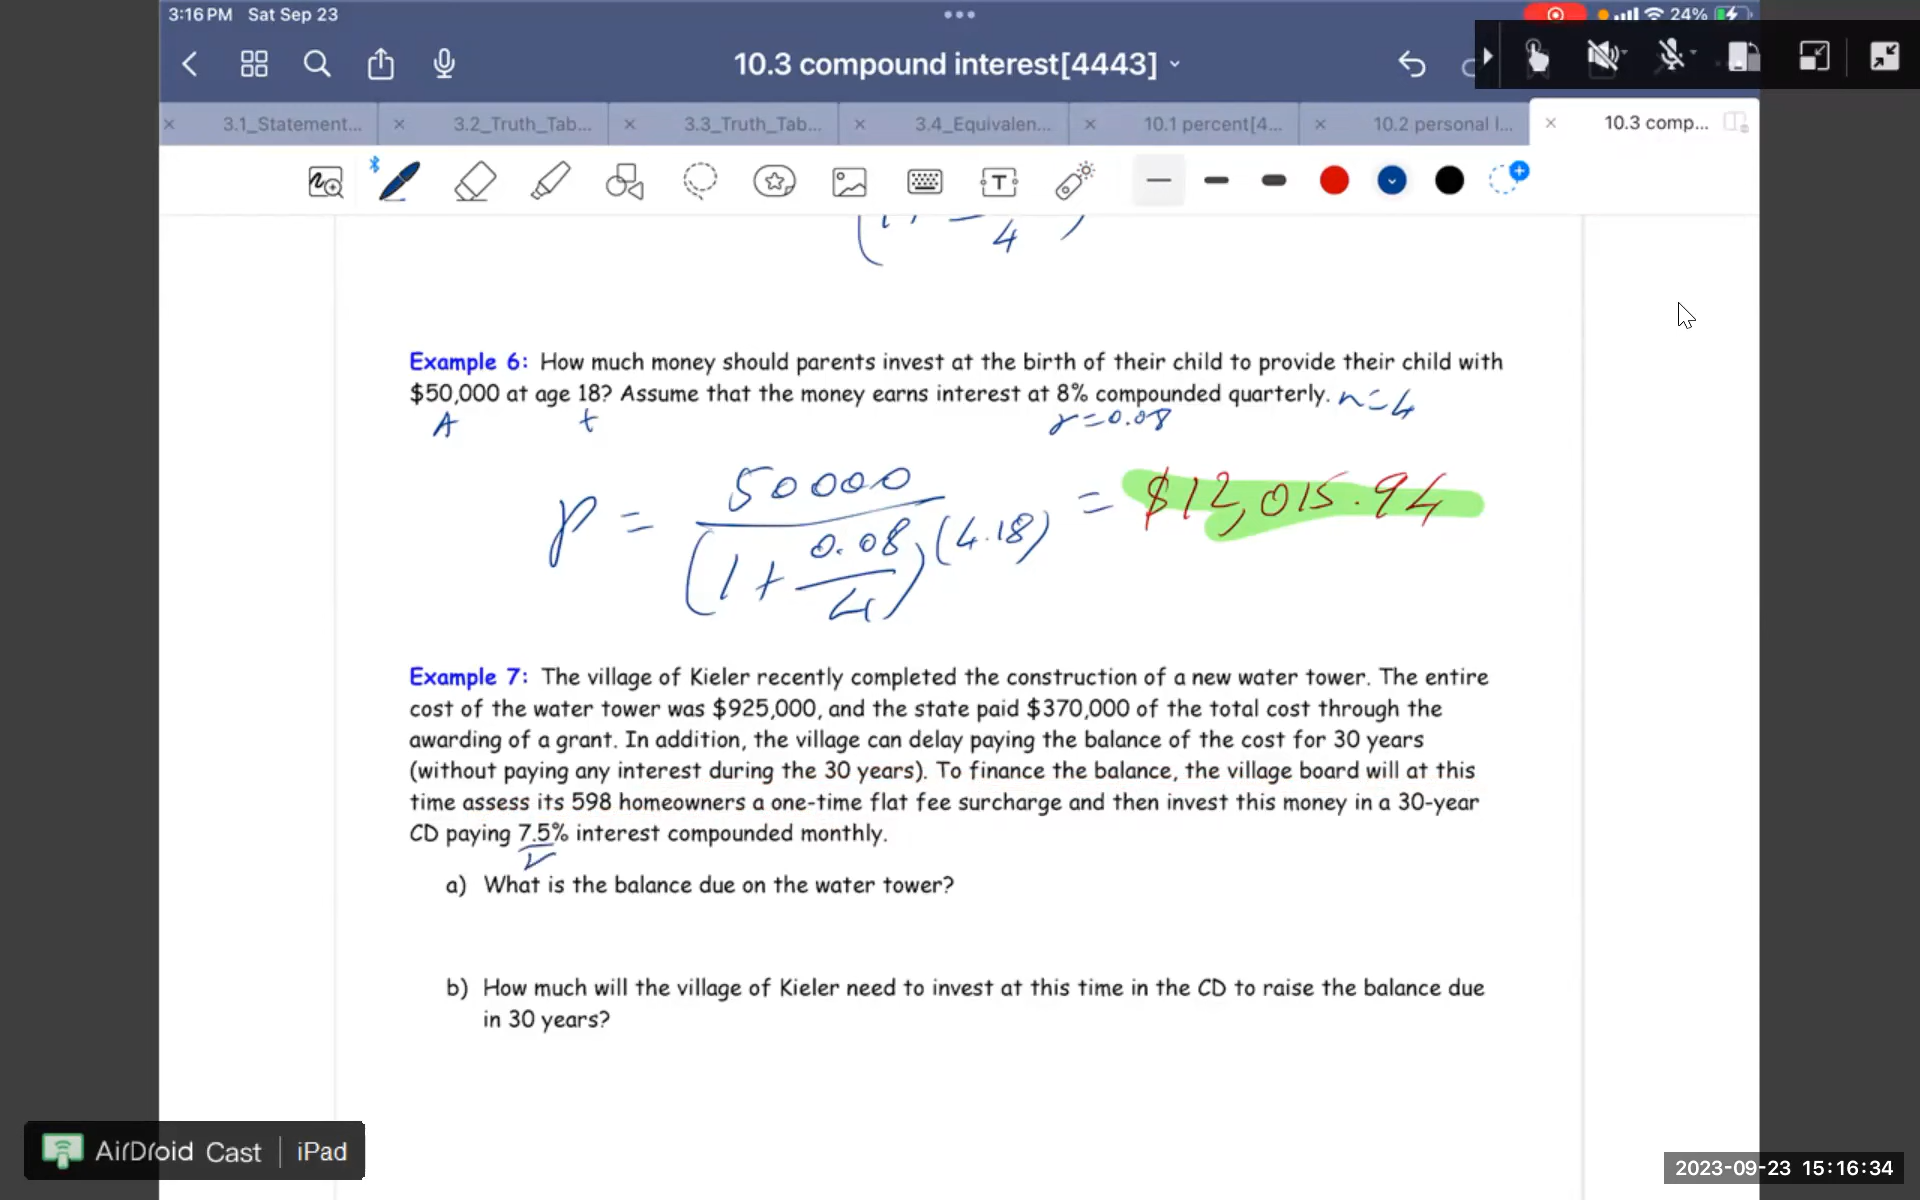 3:16 PM Sat Sep 23
24%
10.3 compound interest[4443]
3.1_Statement...
3.2_Truth_Tab...
3.3_Truth_Tab...
3.4_Equivalen...
10.1 percent[4...
10.2 personal l...
10.3 comp...
4
Example 6: How much money should parents invest at the birth of their child to provide their child with
$50,000 at age 18? Assume that the money earns interest at 8% compounded quarterly. n=4
A t r=0.08
P = 50000 / (1 + 0.08/4)^(4·18) = $12,015.94
Example 7: The village of Kieler recently completed the construction of a new water tower. The entire
cost of the water tower was $925,000, and the state paid $370,000 of the total cost through the
awarding of a grant. In addition, the village can delay paying the balance of the cost for 30 years
(without paying any interest during the 30 years). To finance the balance, the village board will at this
time assess its 598 homeowners a one-time flat fee surcharge and then invest this money in a 30-year
CD paying 7.5% interest compounded monthly.
r
a) What is the balance due on the water tower?
b) How much will the village of Kieler need to invest at this time in the CD to raise the balance due
in 30 years?
AirDroid Cast | iPad
2023-09-23 15:16:34